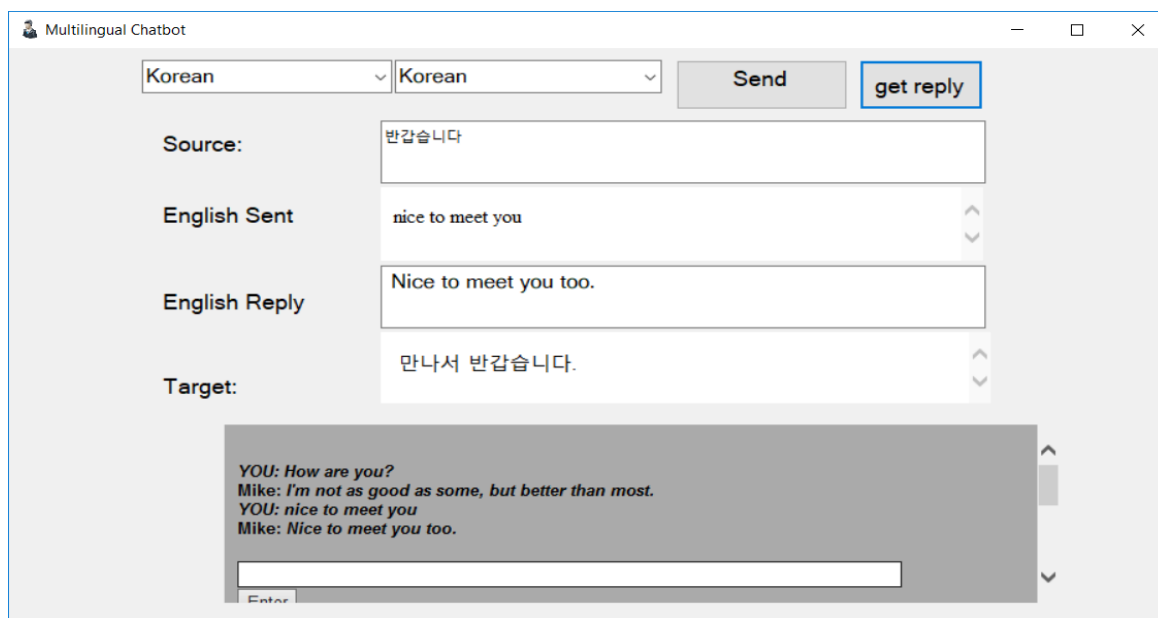 Multilingual Chatbot
Korean Korean Send get reply
Source: 반갑습니다
English Sent nice to meet you
English Reply Nice to meet you too.
Target: 만나서 반갑습니다.
YOU: How are you?
Mike: I'm not as good as some, but better than most.
YOU: nice to meet you
Mike: Nice to meet you too.
Enter